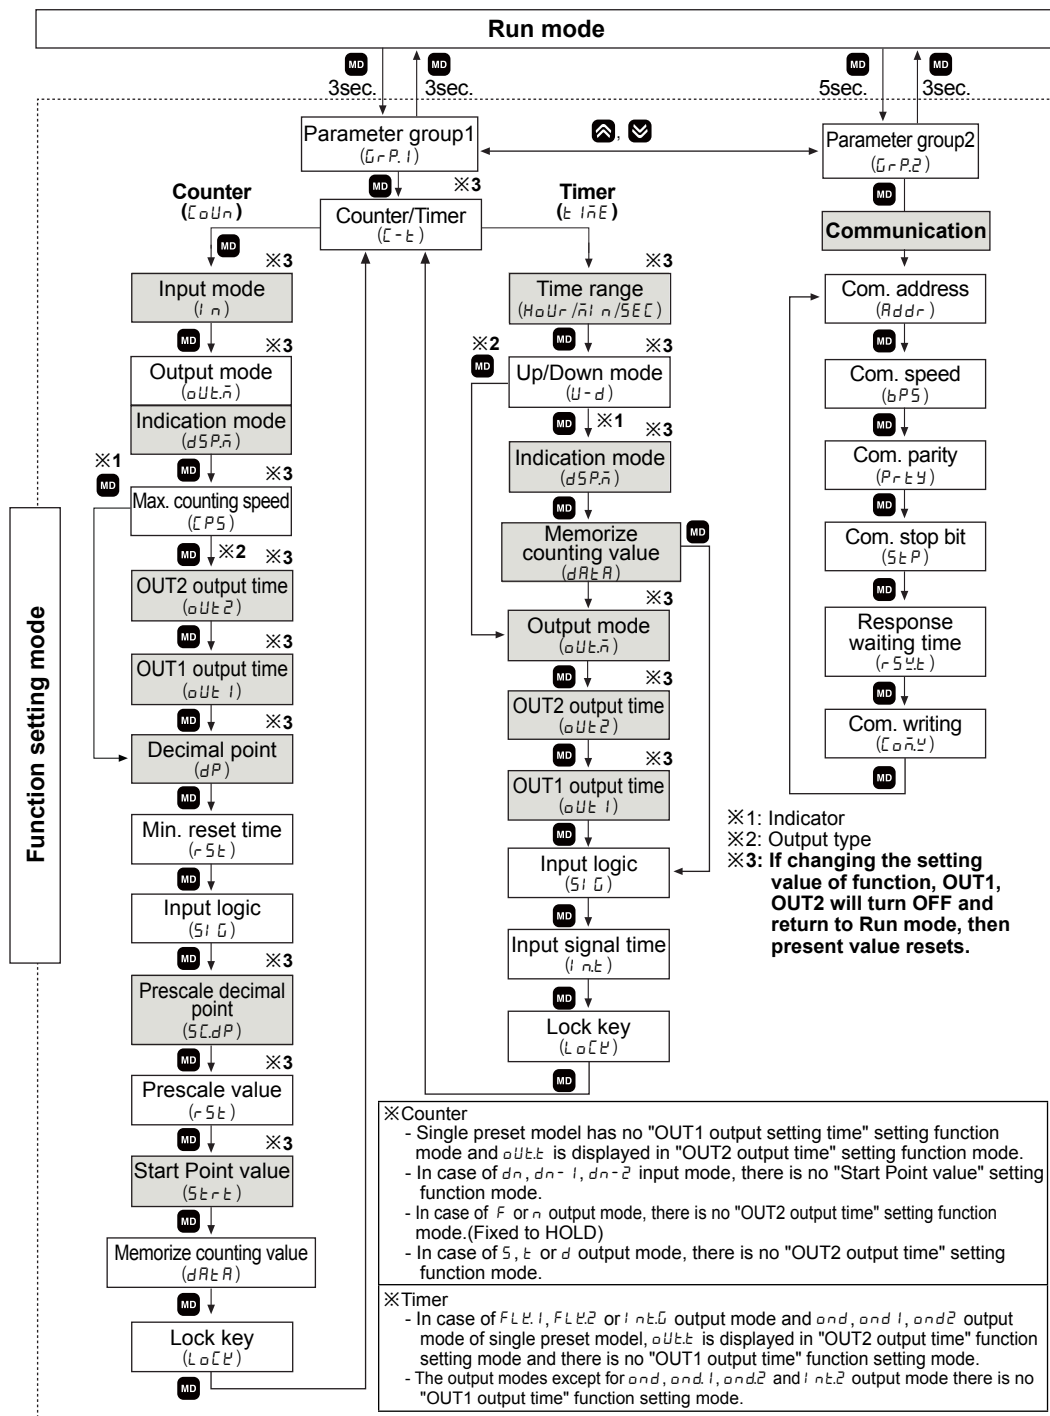 Run mode
MD 3sec.
MD 3sec.
MD 5sec.
MD 3sec.
Function setting mode
Parameter group1
(GrP.1)
,
Parameter group2
(GrP.2)
MD ※3
Counter
(CoUn)
Counter/Timer
(C-t)
Timer
(tImE)
MD
※3
Input mode
(In)
MD ※3
Output mode
(oUt.m)
Indication mode
(dSP.m)
※1
MD
MD ※3
Max. counting speed
(CPS)
MD ※2 ※3
OUT2 output time
(oUt2)
MD ※3
OUT1 output time
(oUt1)
MD ※3
Decimal point
(dP)
MD
Min. reset time
(rSt)
MD
Input logic
(SIG)
MD ※3
Prescale decimal
point
(SC.dP)
MD ※3
Prescale value
(rSt)
MD ※3
Start Point value
(Strt)
MD
Memorize counting value
(dAtA)
MD
Lock key
(LoCK)
MD
※3
Time range
(HoUr/mIn/SEC)
※2
MD
MD ※3
Up/Down mode
(U-d)
MD ※1 ※3
Indication mode
(dSP.m)
MD
Memorize
counting value
(dAtA)
MD
※3
Output mode
(oUt.m)
MD ※3
OUT2 output time
(oUt2)
MD ※3
OUT1 output time
(oUt1)
Input logic
(SIG)
MD
Input signal time
(In.t)
MD
Lock key
(LoCK)
MD
MD
Communication
Com. address
(Addr)
MD
Com. speed
(bPS)
MD
Com. parity
(PrtY)
MD
Com. stop bit
(StP)
MD
Response
waiting time
(rSW.t)
MD
Com. writing
(Com.W)
MD
※1: Indicator
※2: Output type
※3: If changing the setting
value of function, OUT1,
OUT2 will turn OFF and
return to Run mode, then
present value resets.
※Counter
- Single preset model has no "OUT1 output setting time" setting function
mode and oUt.t is displayed in "OUT2 output time" setting function mode.
- In case of dn, dn-1, dn-2 input mode, there is no "Start Point value" setting
function mode.
- In case of F or n output mode, there is no "OUT2 output time" setting function
mode.(Fixed to HOLD)
- In case of S, t or d output mode, there is no "OUT2 output time" setting
function mode.
※Timer
- In case of FLK.1, FLK.2 or Int.G output mode and ond, ond1, ond2 output
mode of single preset model, oUt.t is displayed in "OUT2 output time" function
setting mode and there is no "OUT1 output time" function setting mode.
- The output modes except for ond, ond.1, ond.2 and Int.2 output mode there is no
"OUT1 output time" function setting mode.